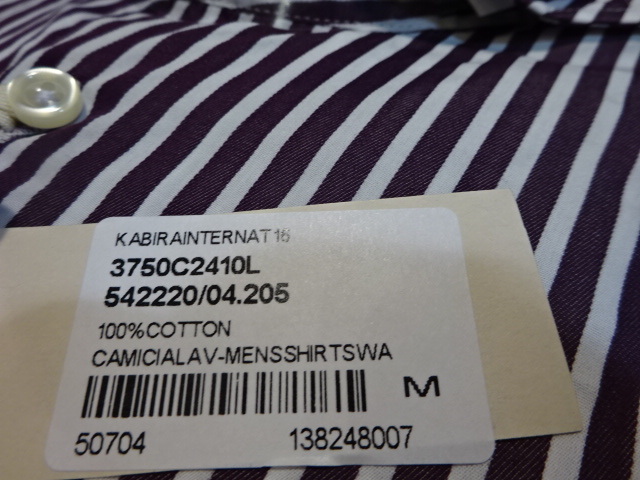 KABIRAINTERNAT16
3750C2410L
542220/04.205
100%COTTON
CAMICIALAV-MENSSHIRTSWA
M
50704 138248007